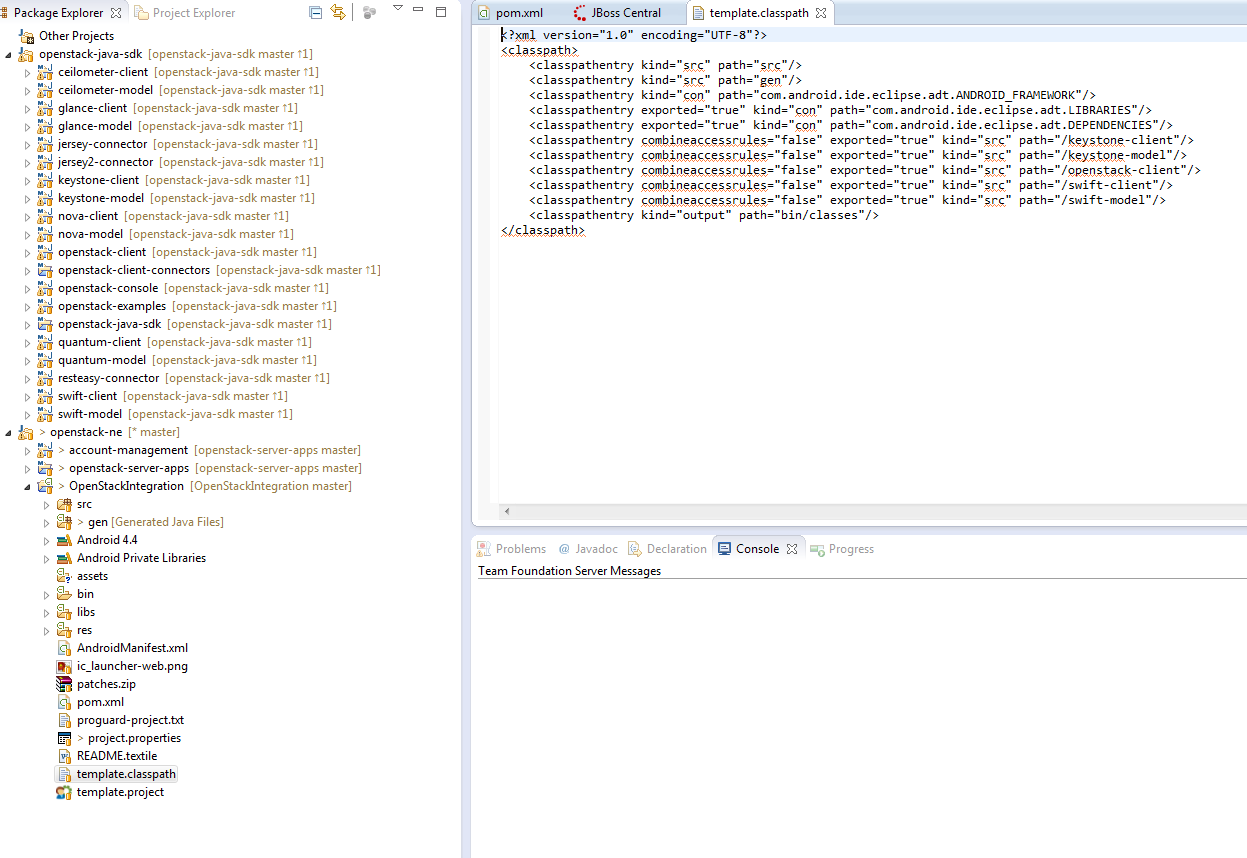 Package Explorer
Project Explorer
Other Projects
openstack-java-sdk [openstack-java-sdk master ↑1]
ceilometer-client [openstack-java-sdk master ↑1]
ceilometer-model [openstack-java-sdk master ↑1]
glance-client [openstack-java-sdk master ↑1]
glance-model [openstack-java-sdk master ↑1]
jersey-connector [openstack-java-sdk master ↑1]
jersey2-connector [openstack-java-sdk master ↑1]
keystone-client [openstack-java-sdk master ↑1]
keystone-model [openstack-java-sdk master ↑1]
nova-client [openstack-java-sdk master ↑1]
nova-model [openstack-java-sdk master ↑1]
openstack-client [openstack-java-sdk master ↑1]
openstack-client-connectors [openstack-java-sdk master ↑1]
openstack-console [openstack-java-sdk master ↑1]
openstack-examples [openstack-java-sdk master ↑1]
openstack-java-sdk [openstack-java-sdk master ↑1]
quantum-client [openstack-java-sdk master ↑1]
quantum-model [openstack-java-sdk master ↑1]
resteasy-connector [openstack-java-sdk master ↑1]
swift-client [openstack-java-sdk master ↑1]
swift-model [openstack-java-sdk master ↑1]
> openstack-ne [* master]
> account-management [openstack-server-apps master]
> openstack-server-apps [openstack-server-apps master]
> OpenStackIntegration [OpenStackIntegration master]
src
> gen [Generated Java Files]
Android 4.4
Android Private Libraries
assets
bin
libs
res
AndroidManifest.xml
ic_launcher-web.png
patches.zip
pom.xml
proguard-project.txt
> project.properties
README.textile
template.classpath
template.project
pom.xml
JBoss Central
template.classpath
<?xml version="1.0" encoding="UTF-8"?>
<classpath>
<classpathentry kind="src" path="src"/>
<classpathentry kind="src" path="gen"/>
<classpathentry kind="con" path="com.android.ide.eclipse.adt.ANDROID_FRAMEWORK"/>
<classpathentry exported="true" kind="con" path="com.android.ide.eclipse.adt.LIBRARIES"/>
<classpathentry exported="true" kind="con" path="com.android.ide.eclipse.adt.DEPENDENCIES"/>
<classpathentry combineaccessrules="false" exported="true" kind="src" path="/keystone-client"/>
<classpathentry combineaccessrules="false" exported="true" kind="src" path="/keystone-model"/>
<classpathentry combineaccessrules="false" exported="true" kind="src" path="/openstack-client"/>
<classpathentry combineaccessrules="false" exported="true" kind="src" path="/swift-client"/>
<classpathentry combineaccessrules="false" exported="true" kind="src" path="/swift-model"/>
<classpathentry kind="output" path="bin/classes"/>
</classpath>
Problems
@ Javadoc
Declaration
Console
Progress
Team Foundation Server Messages